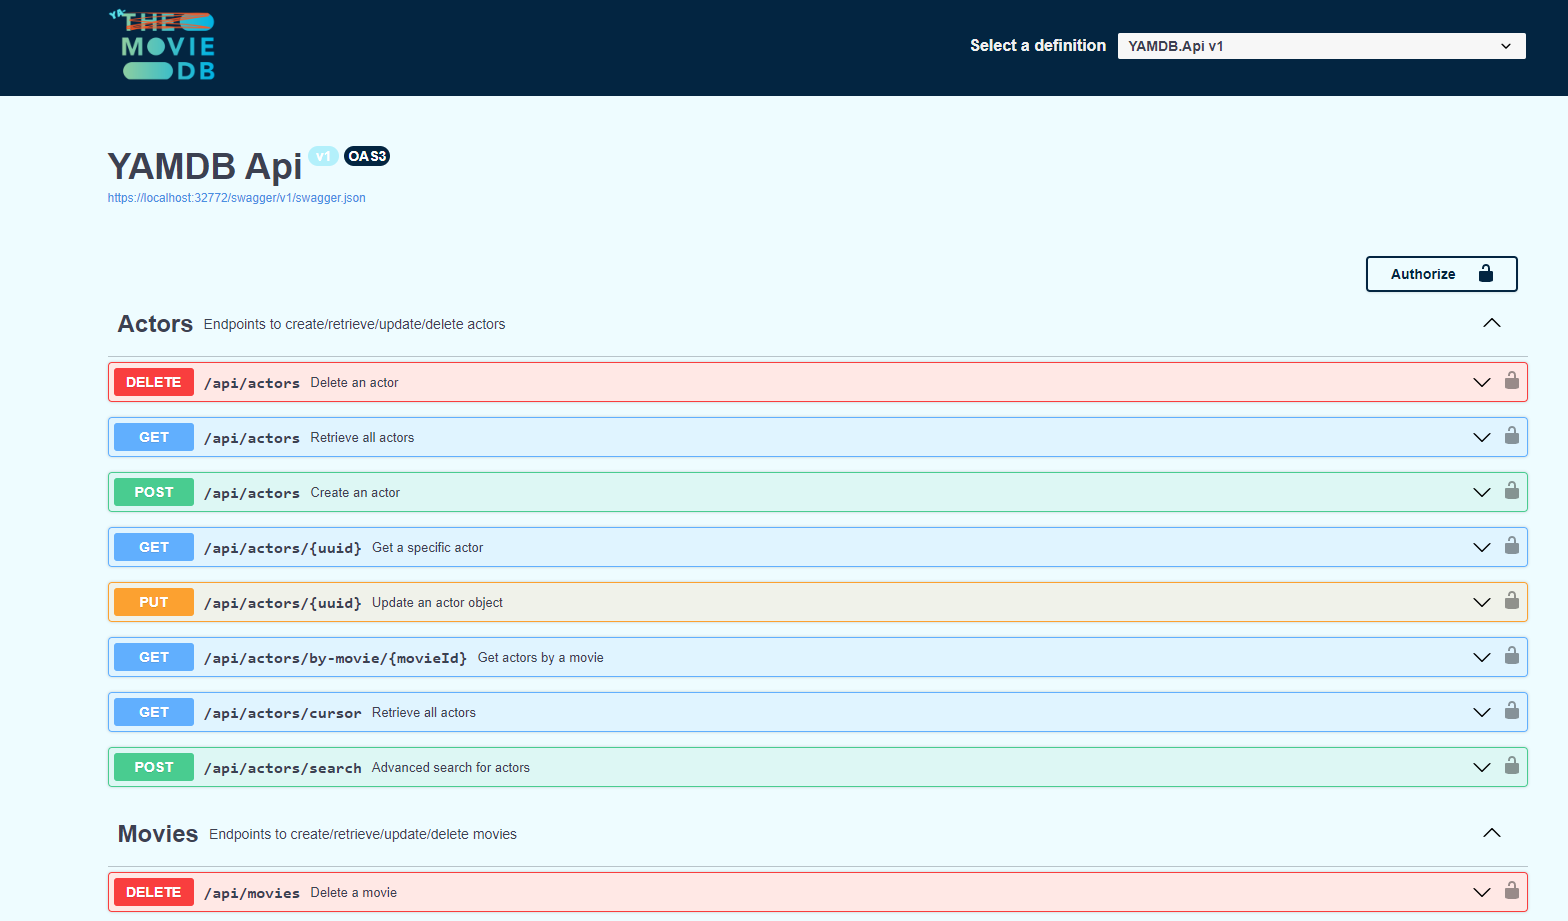 YA
THE
MOVIE
DB
Select a definition
YAMDB.Api v1
YAMDB Api v1 OAS3
https://localhost:32772/swagger/v1/swagger.json
Authorize
Actors Endpoints to create/retrieve/update/delete actors
DELETE /api/actors Delete an actor
GET /api/actors Retrieve all actors
POST /api/actors Create an actor
GET /api/actors/{uuid} Get a specific actor
PUT /api/actors/{uuid} Update an actor object
GET /api/actors/by-movie/{movieId} Get actors by a movie
GET /api/actors/cursor Retrieve all actors
POST /api/actors/search Advanced search for actors
Movies Endpoints to create/retrieve/update/delete movies
DELETE /api/movies Delete a movie